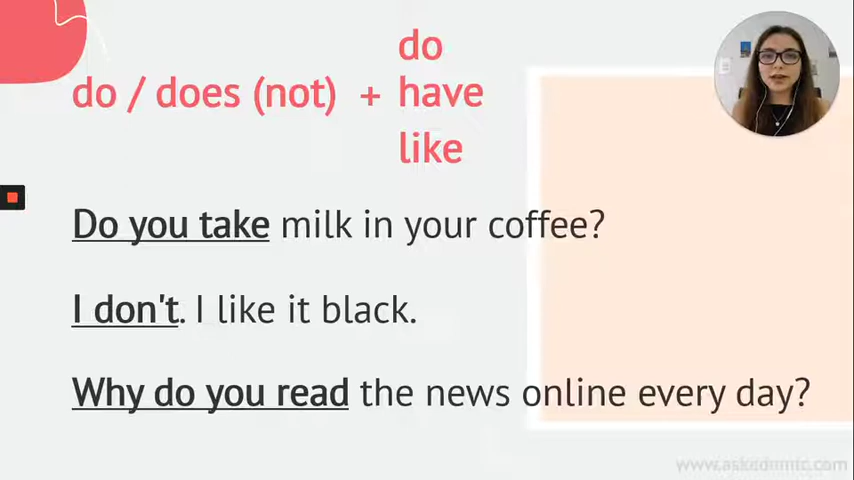 do
do / does (not) + have
like
Do you take milk in your coffee?
I don't. I like it black.
Why do you read the news online every day?